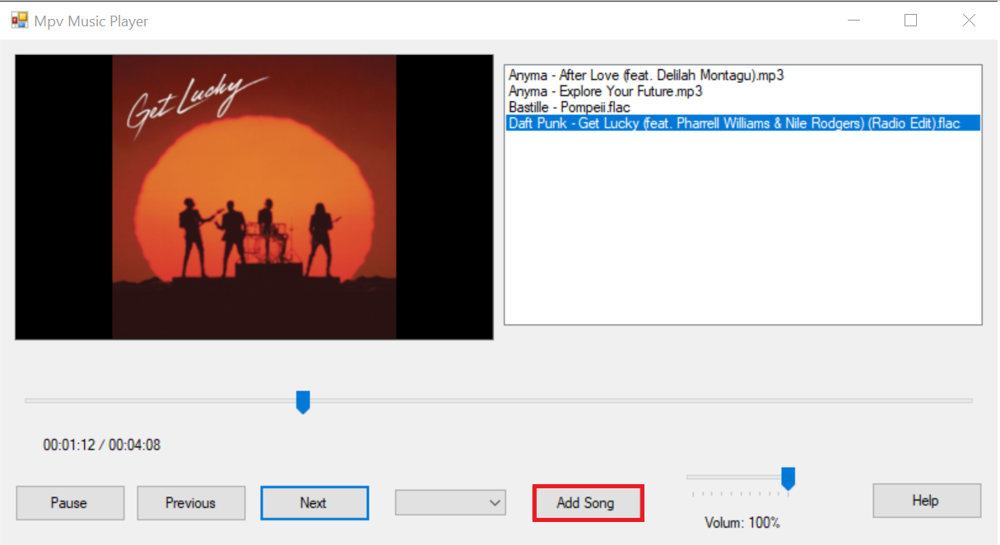 Mpv Music Player
Get Lucky
Anyma - After Love (feat. Delilah Montagu).mp3
Anyma - Explore Your Future.mp3
Bastille - Pompeii.flac
Daft Punk - Get Lucky (feat. Pharrell Williams & Nile Rodgers) (Radio Edit).flac
00:01:12 / 00:04:08
Pause
Previous
Next
Add Song
Volum: 100%
Help